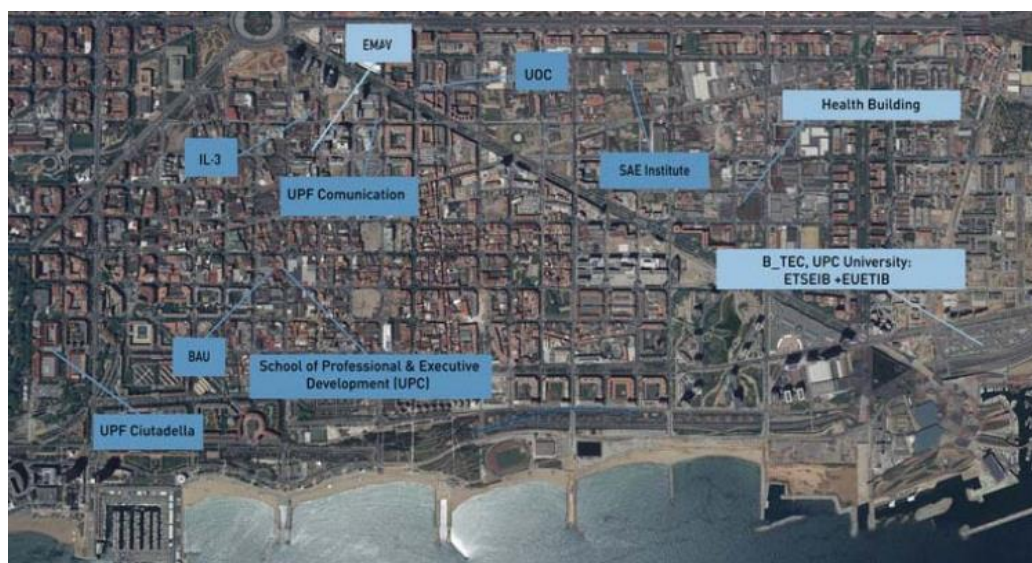 EMAV
UOC
Health Building
IL-3
SAE Institute
UPF Comunication
B_TEC, UPC University:
ETSEIB +EUETIB
BAU
School of Professional & Executive
Development (UPC)
UPF Ciutadella